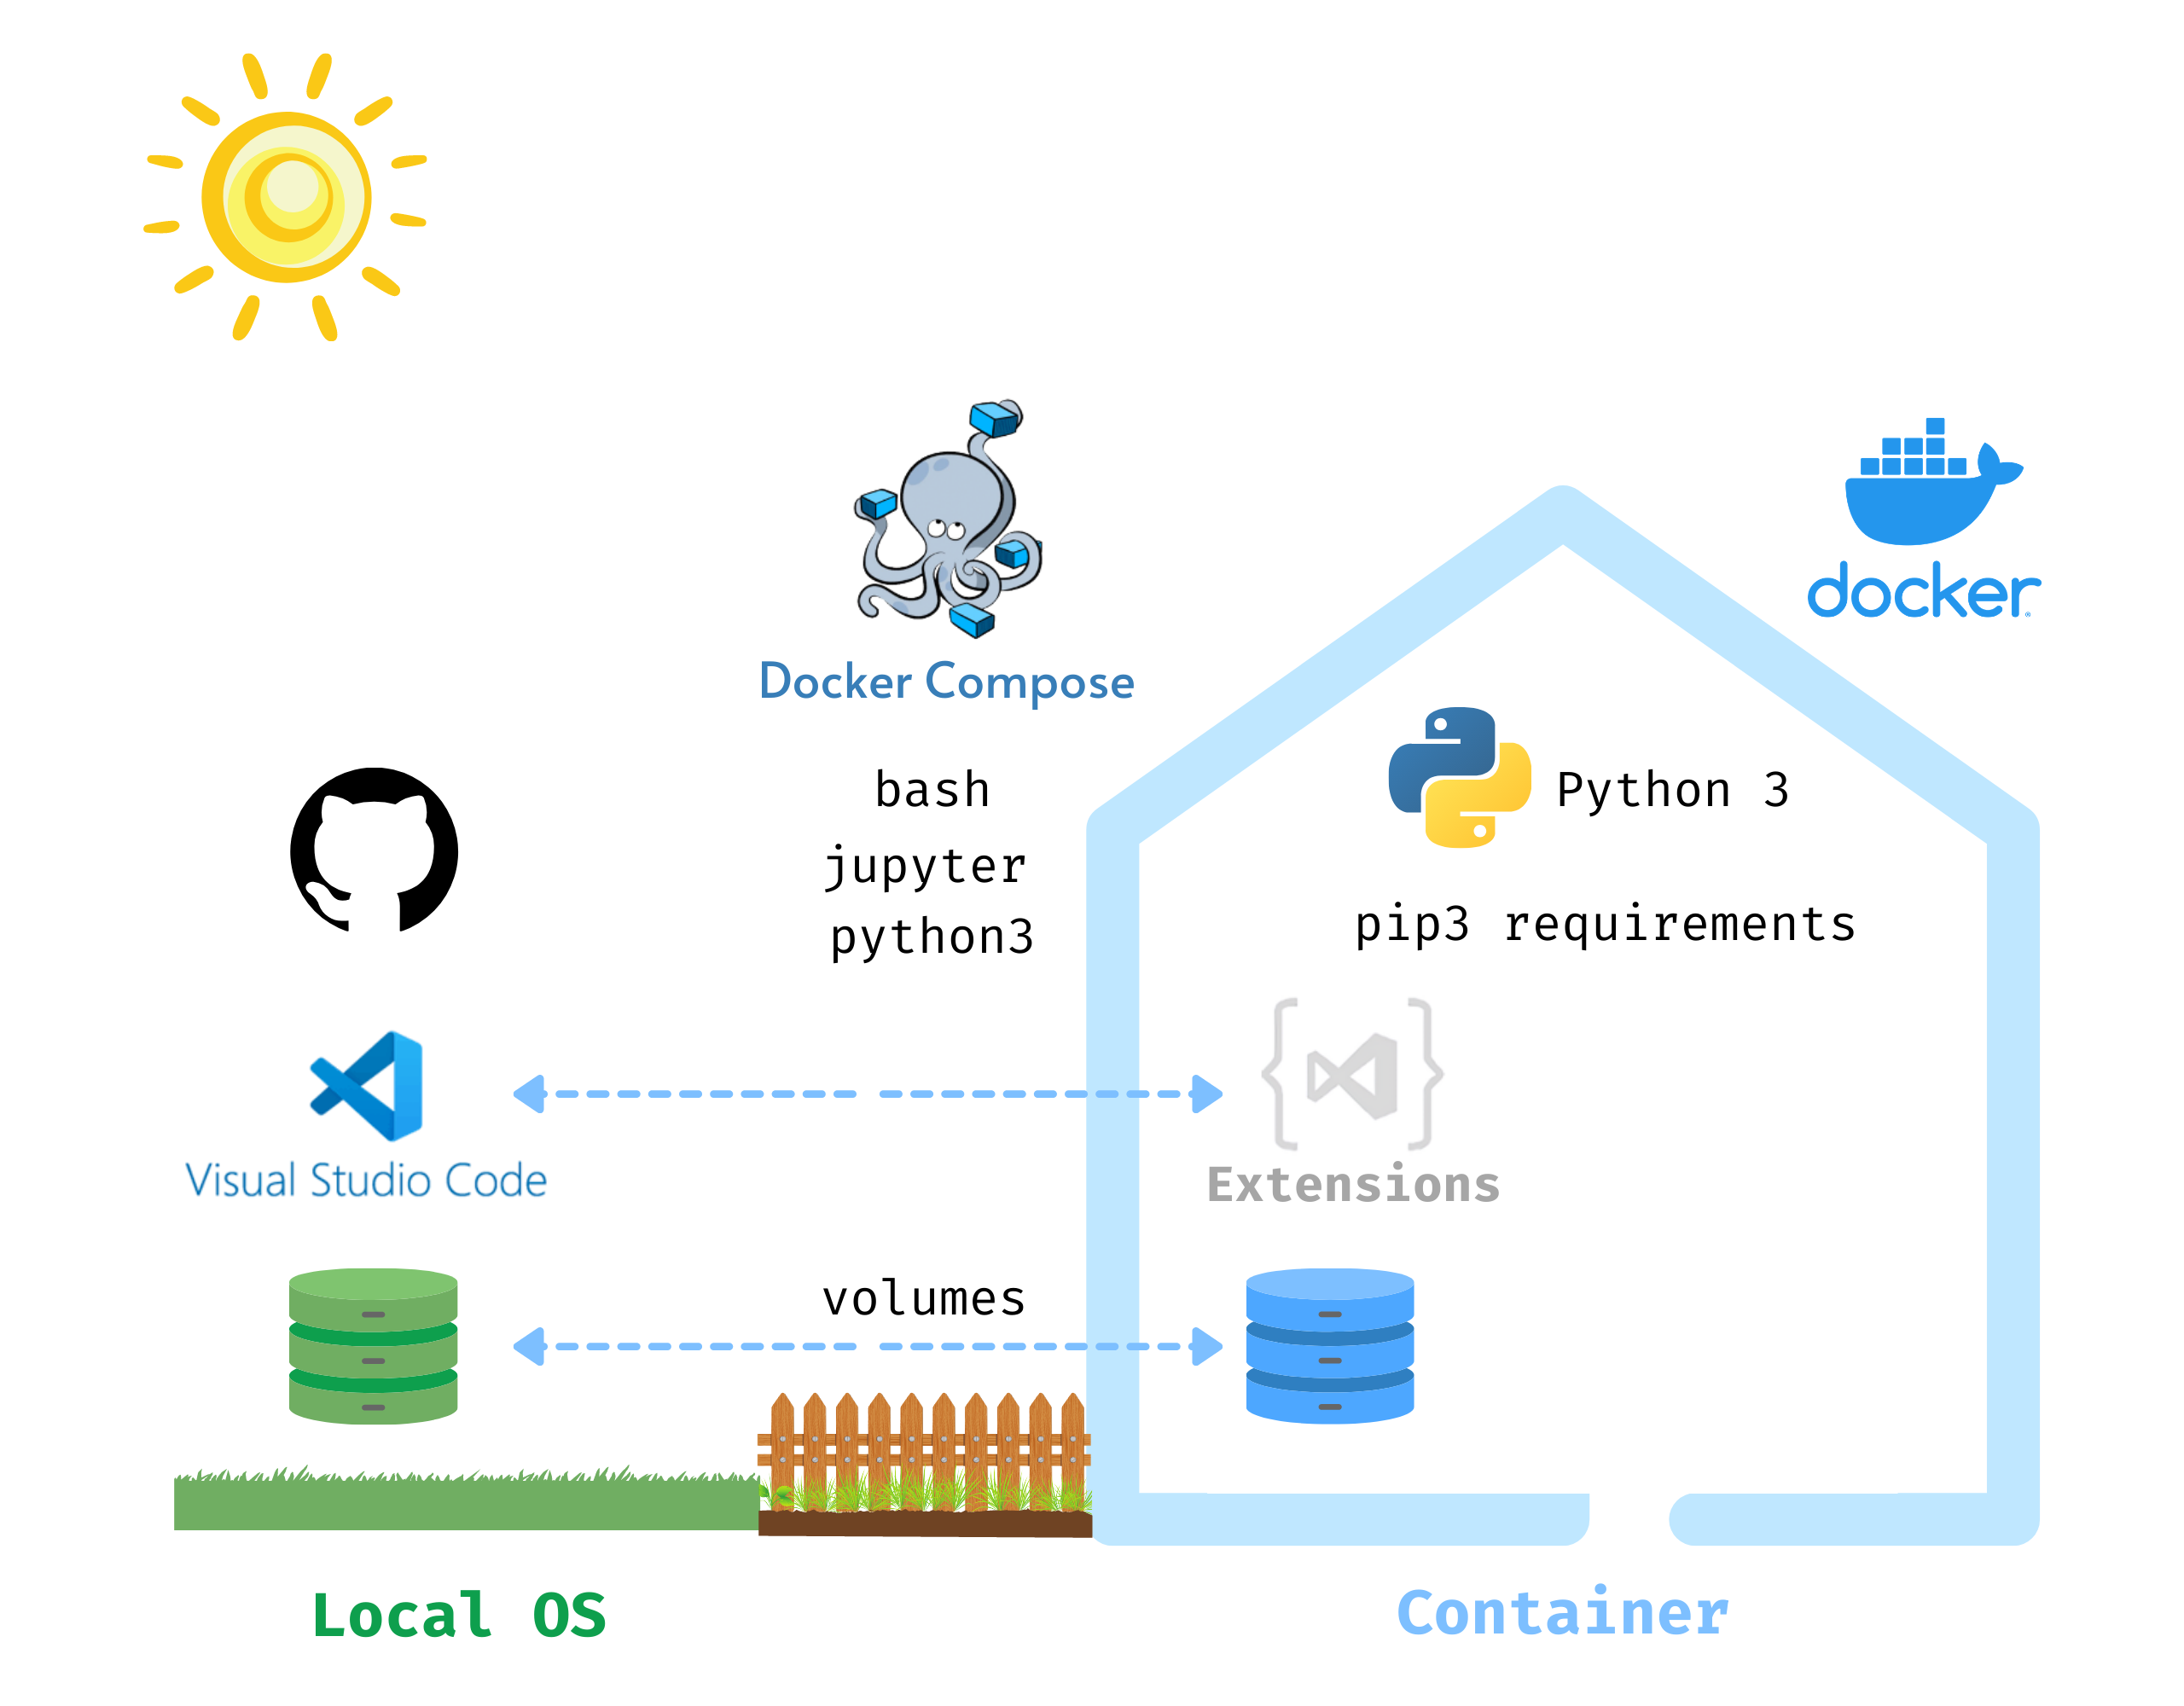 docker
Docker Compose
bash
jupyter
python3
Python 3
pip3 requirements
Visual Studio Code
Extensions
volumes
Local OS
Container